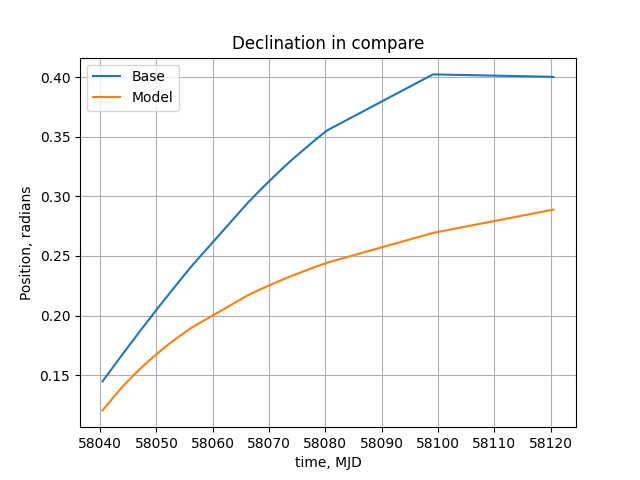 Declination in compare
Base
Model
0.40
0.35
0.30
0.25
0.20
0.15
Position, radians
58040 58050 58060 58070 58080 58090 58100 58110 58120
time, MJD